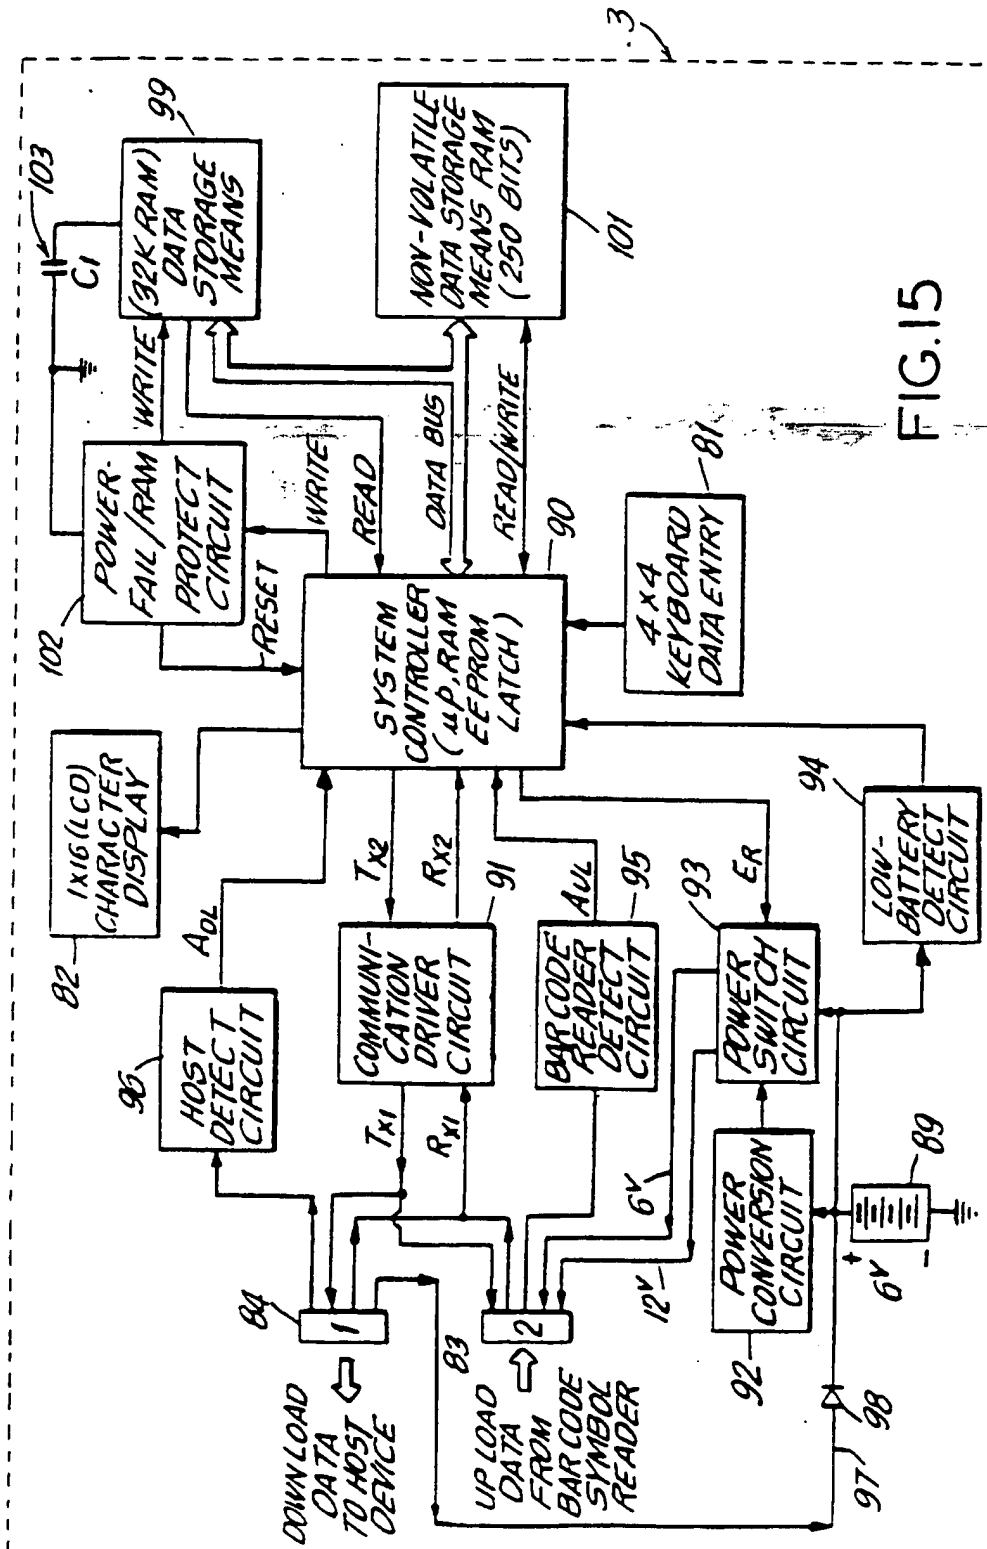 3
103
C1
99
(32K RAM)
DATA
STORAGE
MEANS
NON-VOLATILE
DATA STORAGE
MEANS RAM
(250 BITS)
101
WRITE
102
POWER-
FAIL/RAM
PROTECT
CIRCUIT
RESET
WRITE
READ
DATA BUS
READ/WRITE
90
SYSTEM
CONTROLLER
(µP, RAM
EEPROM
LATCH)
4 x 4
KEYBOARD
DATA ENTRY
81
82
1X16(LCD)
CHARACTER
DISPLAY
ADL
TX2
RX2
AUL
ER
96
HOST
DETECT
CIRCUIT
91
COMMUNI-
CATION
DRIVER
CIRCUIT
95
BAR CODE
READER
DETECT
CIRCUIT
93
POWER
SWITCH
CIRCUIT
94
LOW-
BATTERY
DETECT
CIRCUIT
TX1
RX1
6V
12V
84
1
83
2
92
POWER
CONVERSION
CIRCUIT
89
+
6V
-
98
97
DOWN LOAD
DATA
TO HOST
DEVICE
UP LOAD
DATA
FROM
BAR CODE
SYMBOL
READER
FIG.15